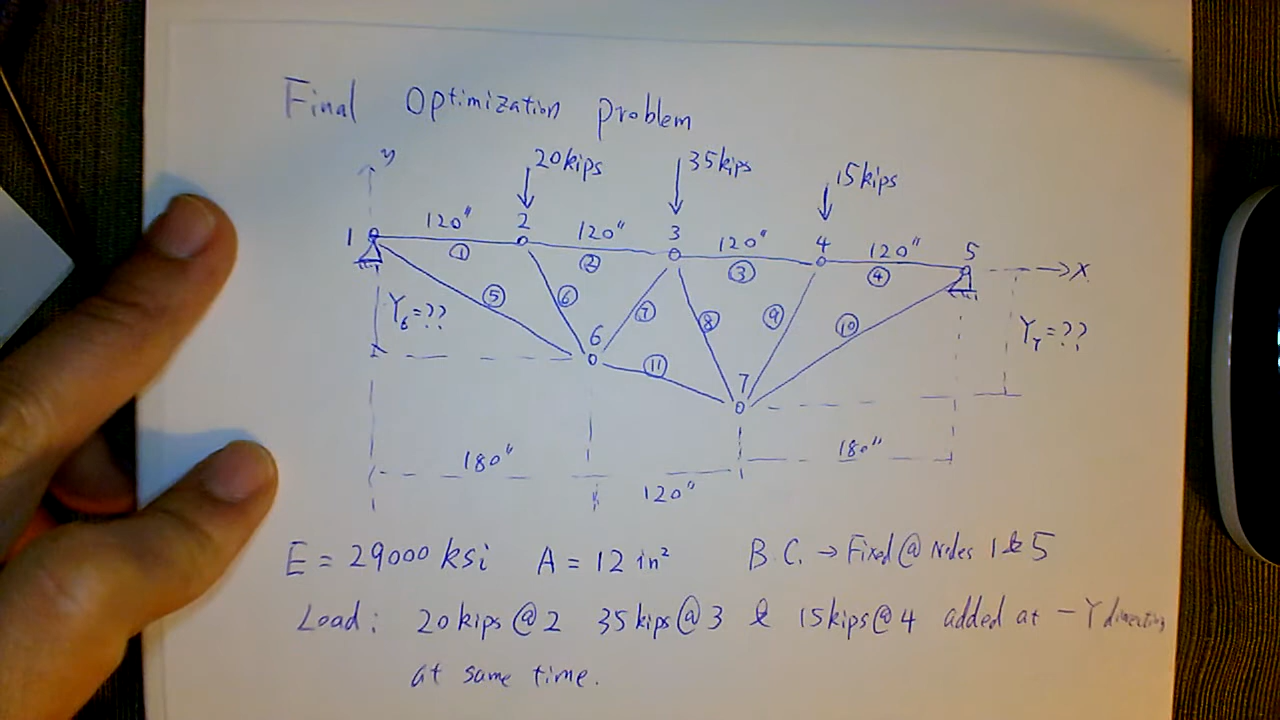 Final Optimization problem
y
20kips 35kips 15kips
120" 120" 120" 120"
1 2 3 4 5
→X
① ② ③ ④
⑤ ⑥ ⑦ ⑧ ⑨ ⑩
Y6=?? Y7=??
6
⑪
7
180" 120" 180"
E = 29000 ksi A = 12 in² B.C. → Fixed @ Nodes 1 & 5
Load: 20kips@2 35kips@3 & 15kips@4 added at -Y
at same time.